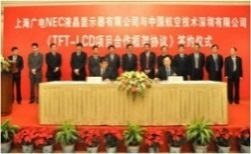 上海广电NEC液晶显示器有限公司与中国航空技术深圳有限公司
《TFT-LCD项目合作框架协议》签约仪式